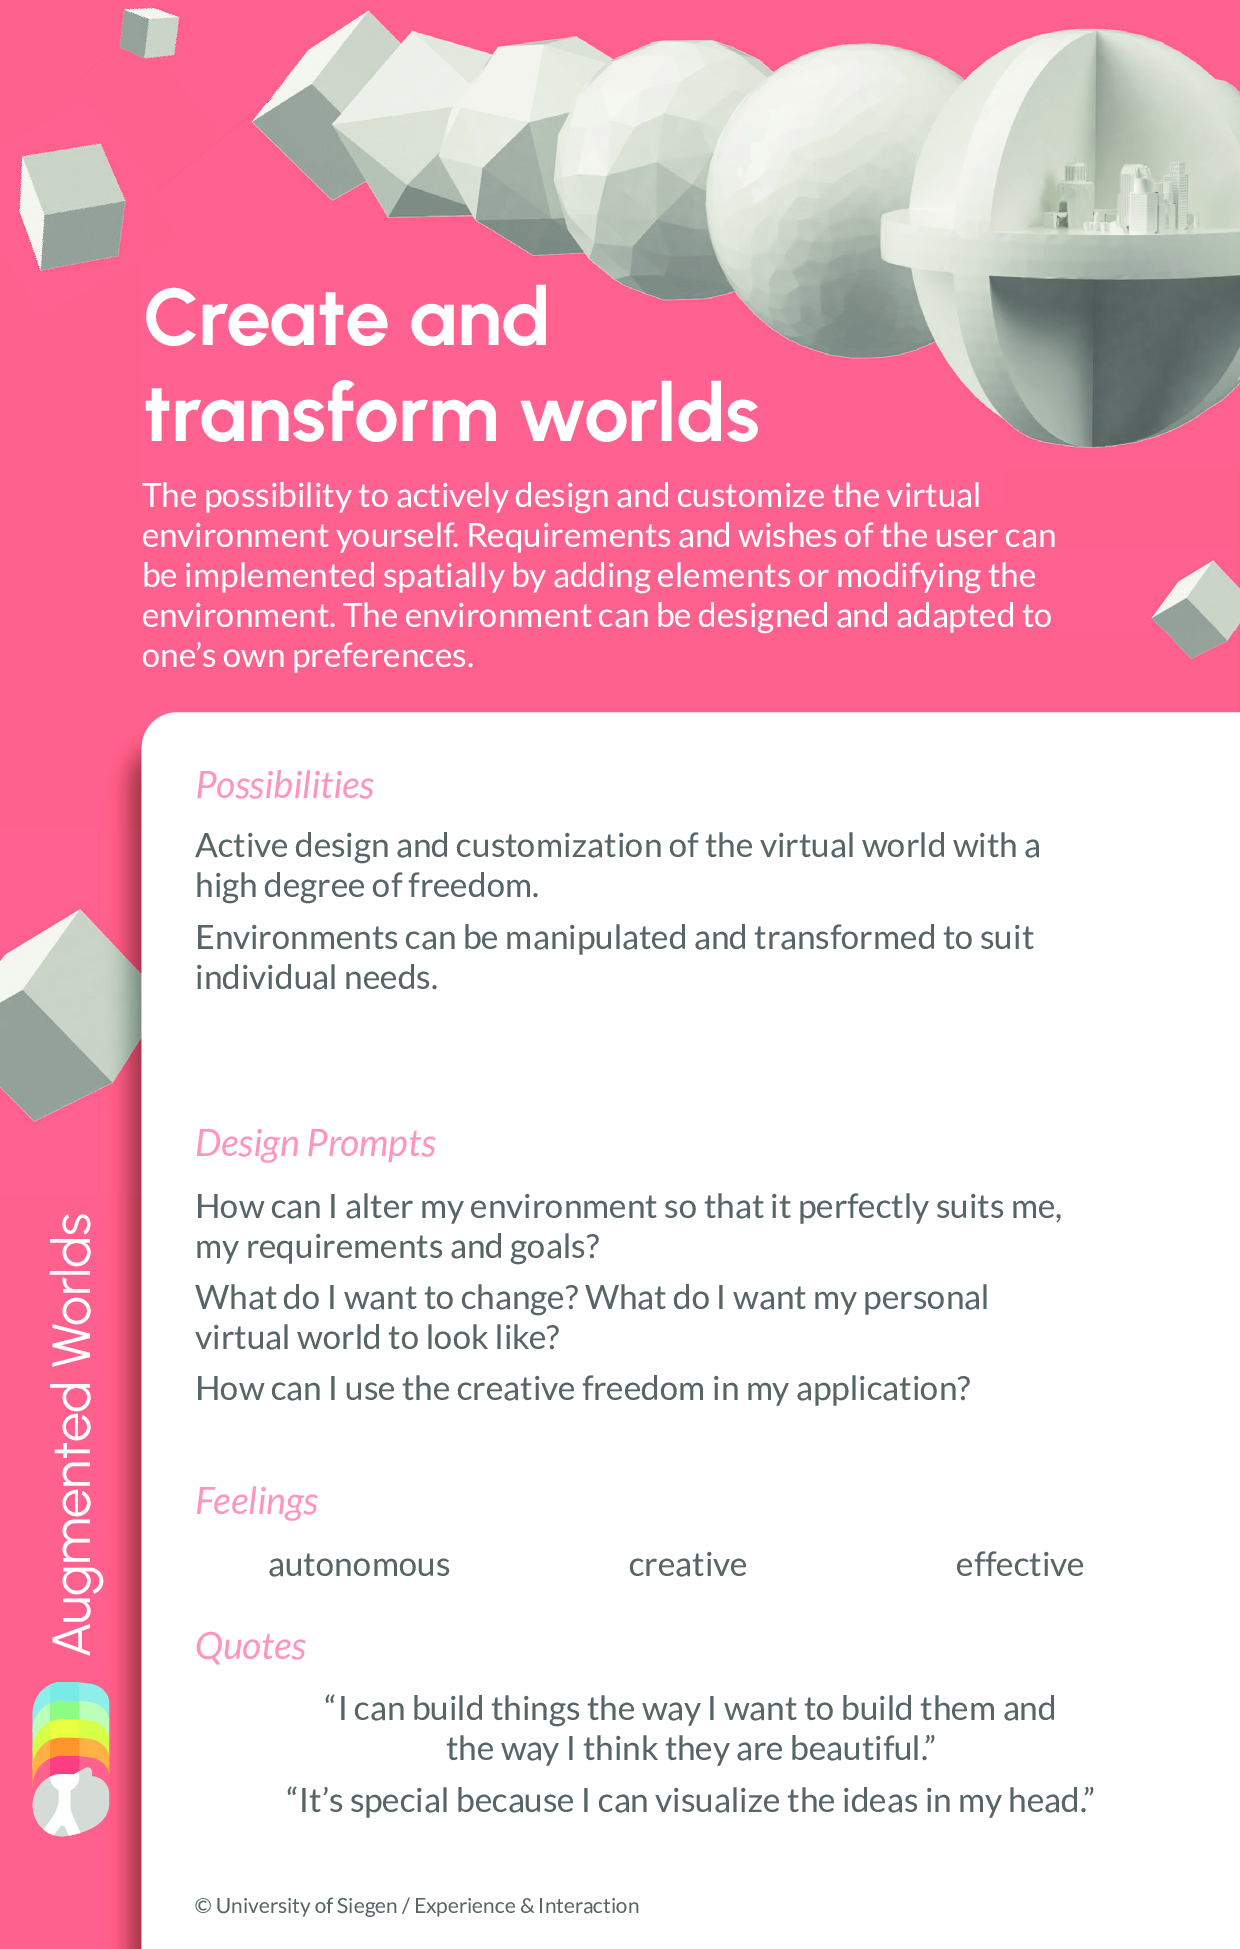 Create and
transform worlds
The possibility to actively design and customize the virtual
environment yourself. Requirements and wishes of the user can
be implemented spatially by adding elements or modifying the
environment. The environment can be designed and adapted to
one’s own preferences.
Possibilities
Active design and customization of the virtual world with a
high degree of freedom.
Environments can be manipulated and transformed to suit
individual needs.
Design Prompts
How can I alter my environment so that it perfectly suits me,
my requirements and goals?
What do I want to change? What do I want my personal
virtual world to look like?
How can I use the creative freedom in my application?
Feelings
autonomous creative effective
Quotes
“I can build things the way I want to build them and
the way I think they are beautiful.”
“It’s special because I can visualize the ideas in my head.”
© University of Siegen / Experience & Interaction
Augmented Worlds